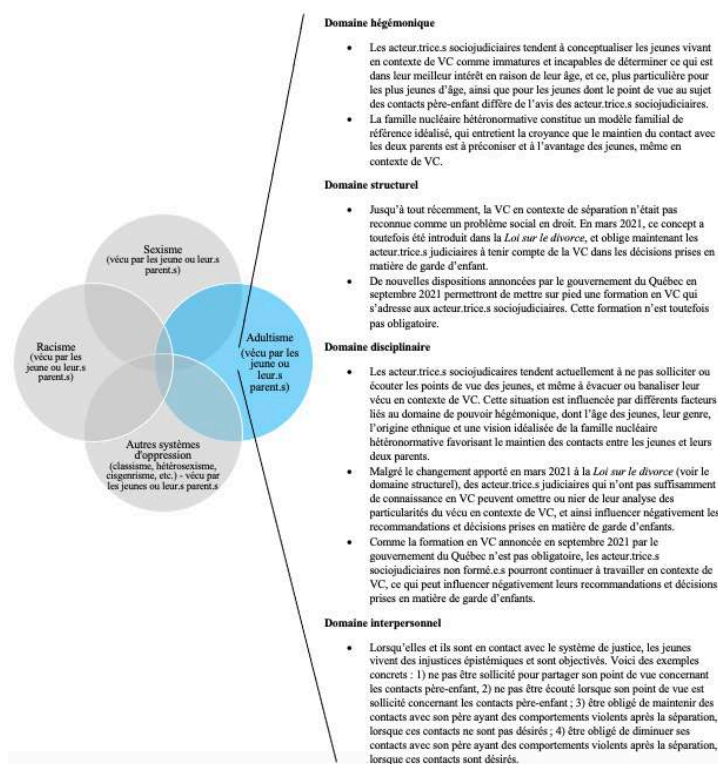 Sexisme
(vécu par les jeune ou leur.s
parent.s)
Racisme
(vécu par les
jeune ou leur.s
parent.s)
Adultisme
(vécu par les
jeune ou
leur.s
parent.s)
Autres systèmes
d'oppression
(classisme, hétérosexisme,
cisgenrisme, etc.) - vécu par
les jeunes ou leur.s parent.s
Domaine hégémonique
• Les acteur.trice.s sociojudiciaires tendent à conceptualiser les jeunes vivant
en contexte de VC comme immatures et incapables de déterminer ce qui est
dans leur meilleur intérêt en raison de leur âge, et ce, plus particulière pour
les plus jeunes d'âge, ainsi que pour les jeunes dont le point de vue au sujet
des contacts père-enfant diffère de l'avis des acteur.trice.s sociojudiciaires.
• La famille nucléaire hétéronormative constitue un modèle familial de
référence idéalisé, qui entretient la croyance que le maintien du contact avec
les deux parents est à préconiser et à l'avantage des jeunes, même en
contexte de VC.
Domaine structurel
• Jusqu'à tout récemment, la VC en contexte de séparation n'était pas
reconnue comme un problème social en droit. En mars 2021, ce concept a
toutefois été introduit dans la Loi sur le divorce, et oblige maintenant les
acteur.trice.s judiciaires à tenir compte de la VC dans les décisions prises en
matière de garde d'enfant.
• De nouvelles dispositions annoncées par le gouvernement du Québec en
septembre 2021 permettront de mettre sur pied une formation en VC qui
s'adresse aux acteur.trice.s sociojudiciaires. Cette formation n'est toutefois
pas obligatoire.
Domaine disciplinaire
• Les acteur.trice.s sociojudicaires tendent actuellement à ne pas solliciter ou
écouter les points de vue des jeunes, et même à évacuer ou banaliser leur
vécu en contexte de VC. Cette situation est influencée par différents facteurs
liés au domaine de pouvoir hégémonique, dont l'âge des jeunes, leur genre,
l'origine ethnique et une vision idéalisée de la famille nucléaire
hétéronormative favorisant le maintien des contacts entre les jeunes et leurs
deux parents.
• Malgré le changement apporté en mars 2021 à la Loi sur le divorce (voir le
domaine structurel), des acteur.trice.s judiciaires qui n'ont pas suffisamment
de connaissance en VC peuvent omettre ou nier de leur analyse des
particularités du vécu en contexte de VC, et ainsi influencer négativement les
recommandations et décisions prises en matière de garde d'enfants.
• Comme la formation en VC annoncée en septembre 2021 par le
gouvernement du Québec n'est pas obligatoire, les acteur.trice.s
sociojudiciaires non formé.e.s pourront continuer à travailler en contexte de
VC, ce qui peut influencer négativement leurs recommandations et décisions
prises en matière de garde d'enfants.
Domaine interpersonnel
• Lorsqu'elles et ils sont en contact avec le système de justice, les jeunes
vivent des injustices épistémiques et sont objectivés. Voici des exemples
concrets : 1) ne pas être sollicité pour partager son point de vue concernant
les contacts père-enfant, 2) ne pas être écouté lorsque son point de vue est
sollicité concernant les contacts père-enfant ; 3) être obligé de maintenir des
contacts avec son père ayant des comportements violents après la séparation,
lorsque ces contacts ne sont pas désirés ; 4) être obligé de diminuer ses
contacts avec son père ayant des comportements violents après la séparation,
lorsque ces contacts sont désirés.